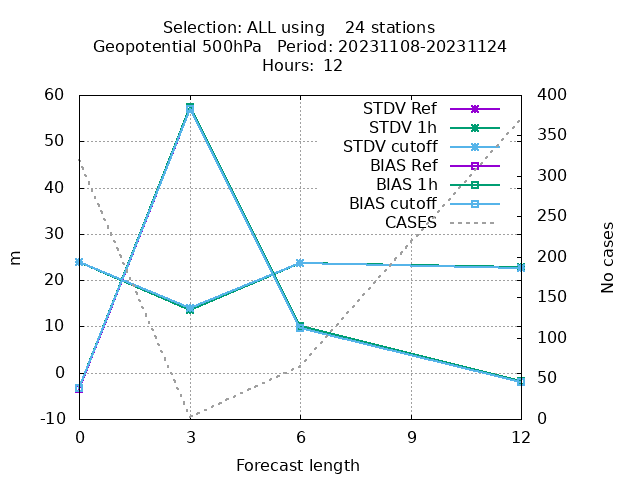 Selection: ALL using    24 stations
Geopotential 500hPa   Period: 20231108-20231124
Hours: 12
60
50
40
30
20
10
0
-10
400
350
300
250
200
150
100
50
0
STDV Ref
STDV 1h
STDV cutoff
BIAS Ref
BIAS 1h
BIAS cutoff
CASES
m
No cases
0 3 6 9 12
Forecast length